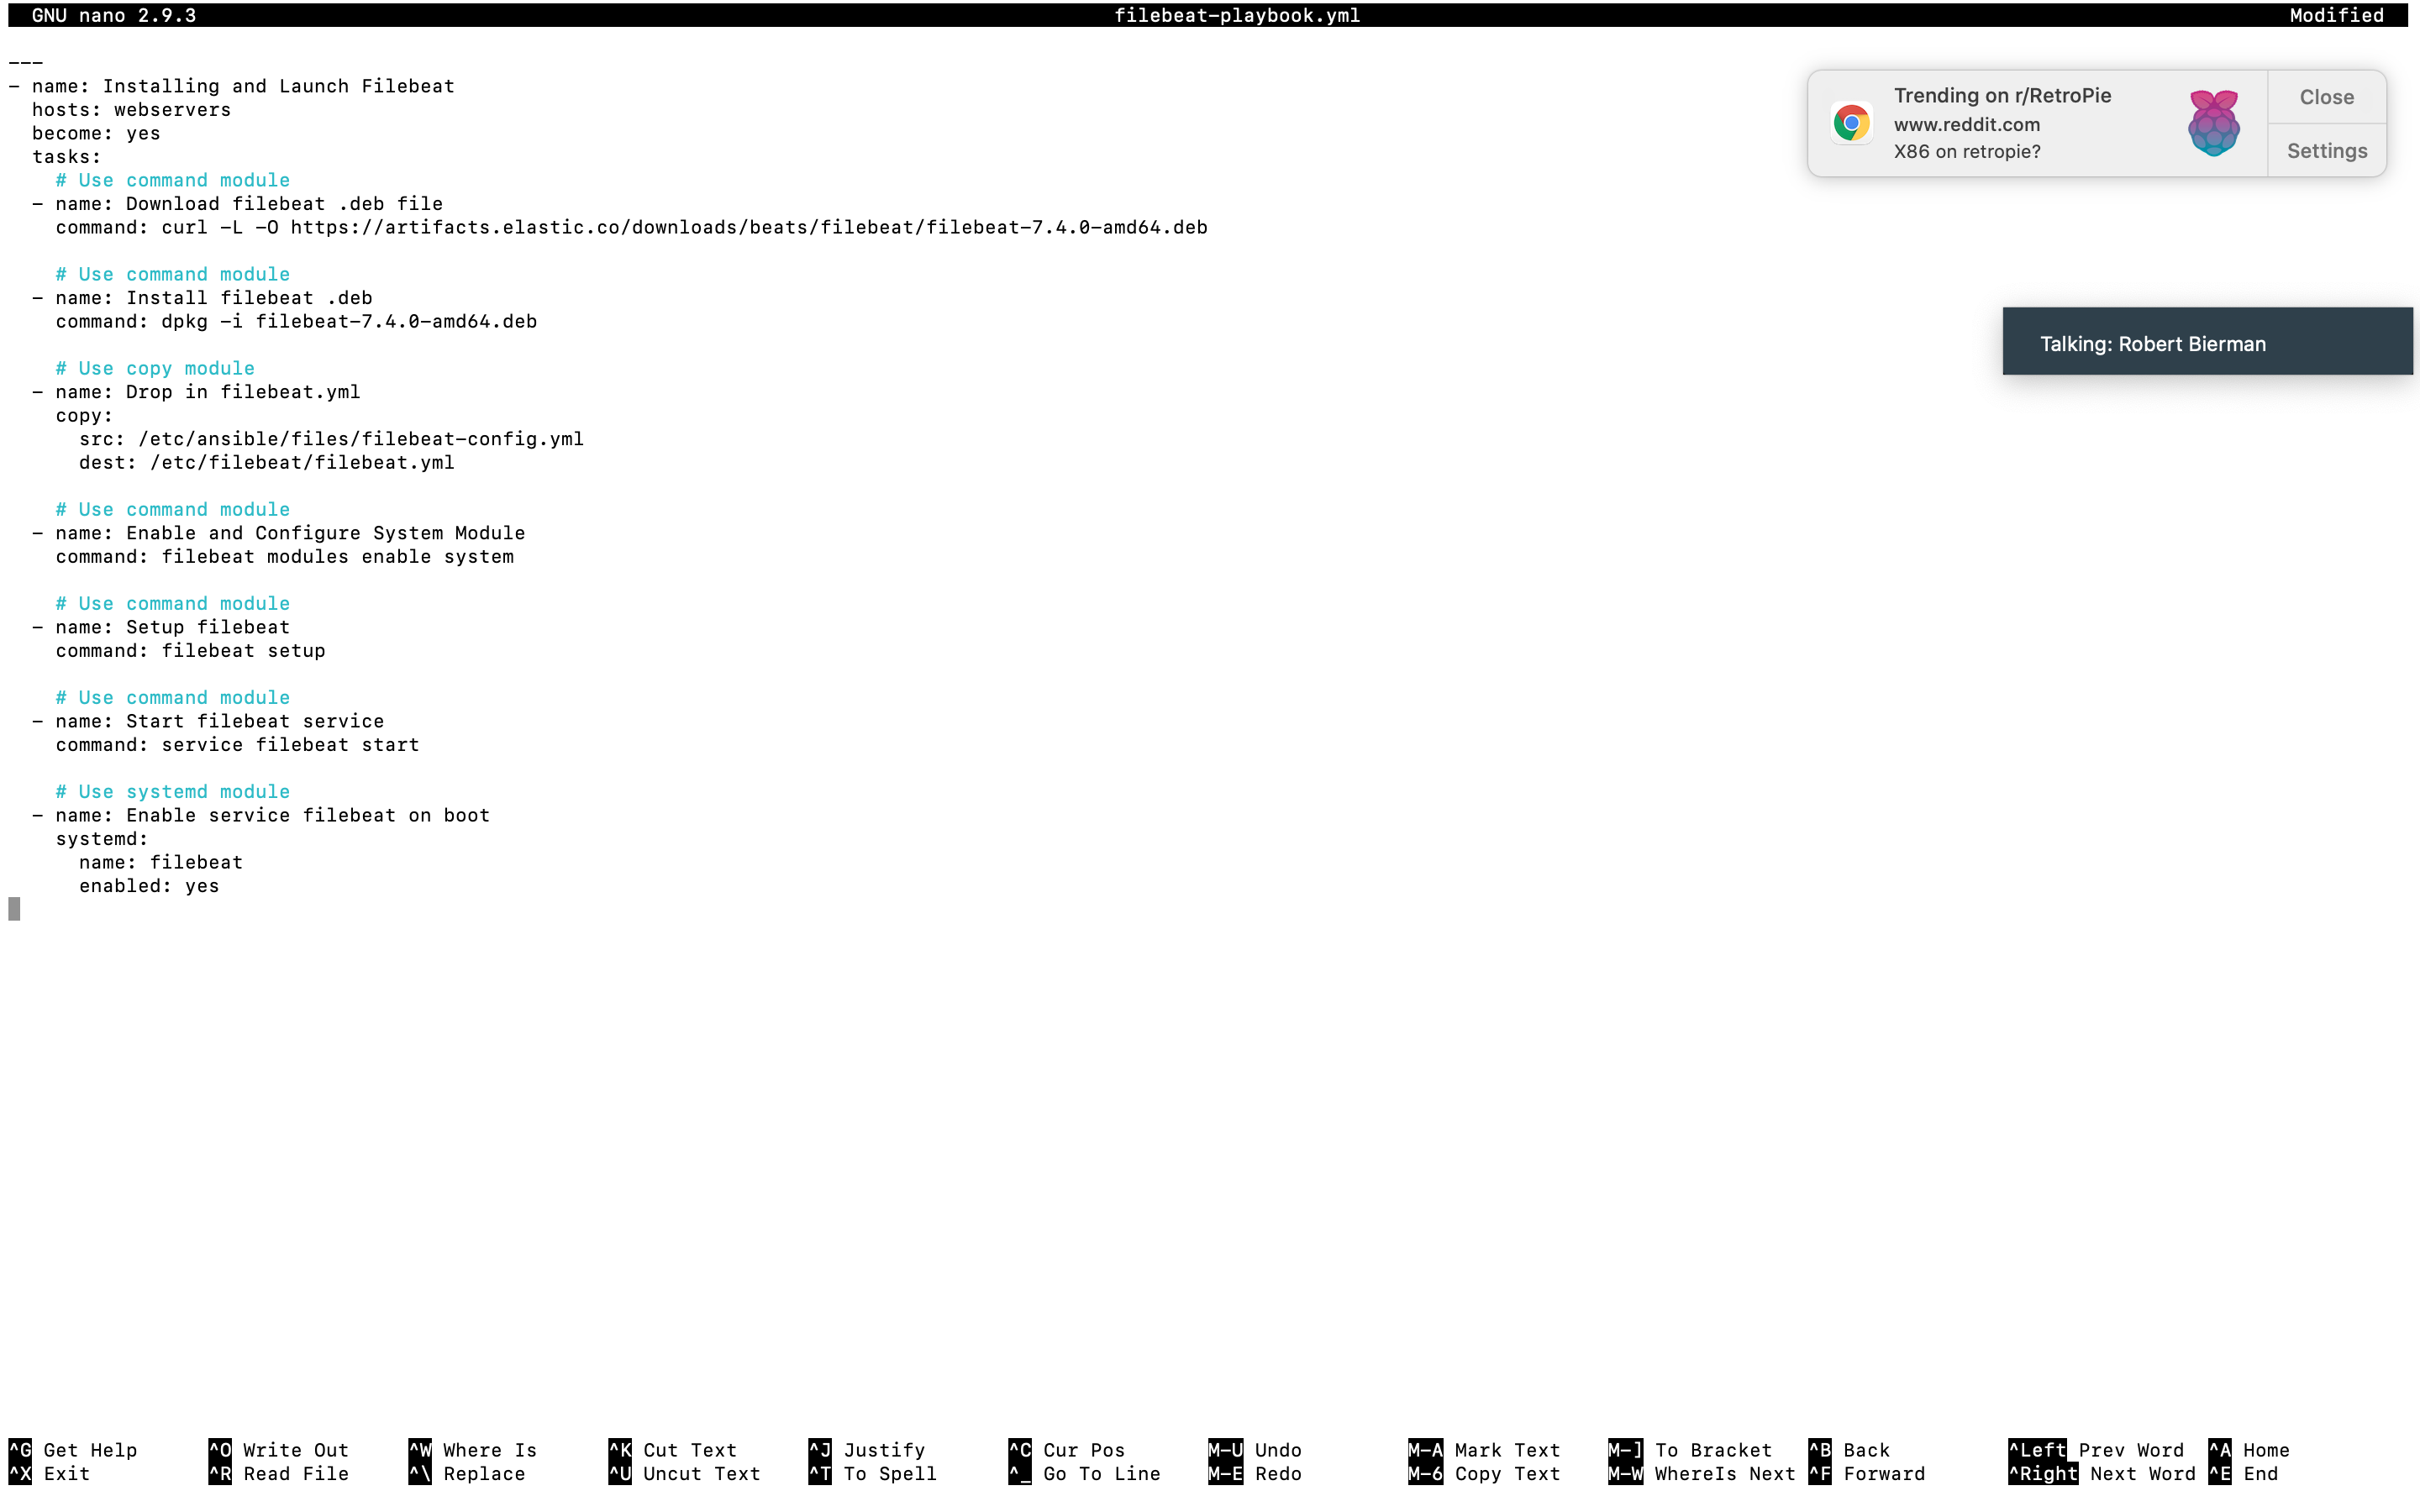 GNU nano 2.9.3 filebeat-playbook.yml Modified
---
- name: Installing and Launch Filebeat
  hosts: webservers
  become: yes
  tasks:
    # Use command module
  - name: Download filebeat .deb file
    command: curl -L -O https://artifacts.elastic.co/downloads/beats/filebeat/filebeat-7.4.0-amd64.deb

    # Use command module
  - name: Install filebeat .deb
    command: dpkg -i filebeat-7.4.0-amd64.deb

    # Use copy module
  - name: Drop in filebeat.yml
    copy:
      src: /etc/ansible/files/filebeat-config.yml
      dest: /etc/filebeat/filebeat.yml

    # Use command module
  - name: Enable and Configure System Module
    command: filebeat modules enable system

    # Use command module
  - name: Setup filebeat
    command: filebeat setup

    # Use command module
  - name: Start filebeat service
    command: service filebeat start

    # Use systemd module
  - name: Enable service filebeat on boot
    systemd:
      name: filebeat
      enabled: yes
Trending on r/RetroPie
www.reddit.com
X86 on retropie?
Close
Settings
Talking: Robert Bierman
^G Get Help ^O Write Out ^W Where Is ^K Cut Text ^J Justify ^C Cur Pos M-U Undo M-A Mark Text M-] To Bracket ^B Back ^Left Prev Word ^A Home
^X Exit ^R Read File ^\ Replace ^U Uncut Text ^T To Spell ^_ Go To Line M-E Redo M-6 Copy Text M-W WhereIs Next ^F Forward ^Right Next Word ^E End